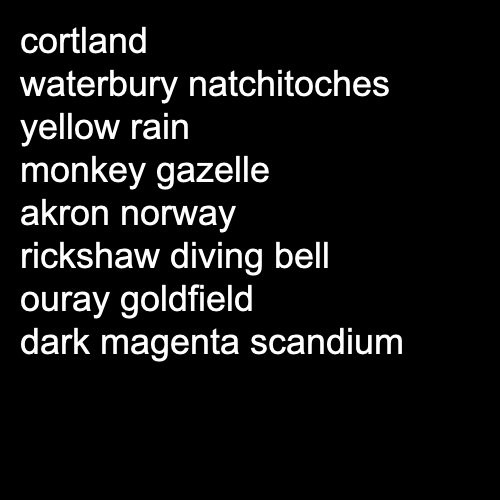 cortland
waterbury natchitoches
yellow rain
monkey gazelle
akron norway
rickshaw diving bell
ouray goldfield
dark magenta scandium